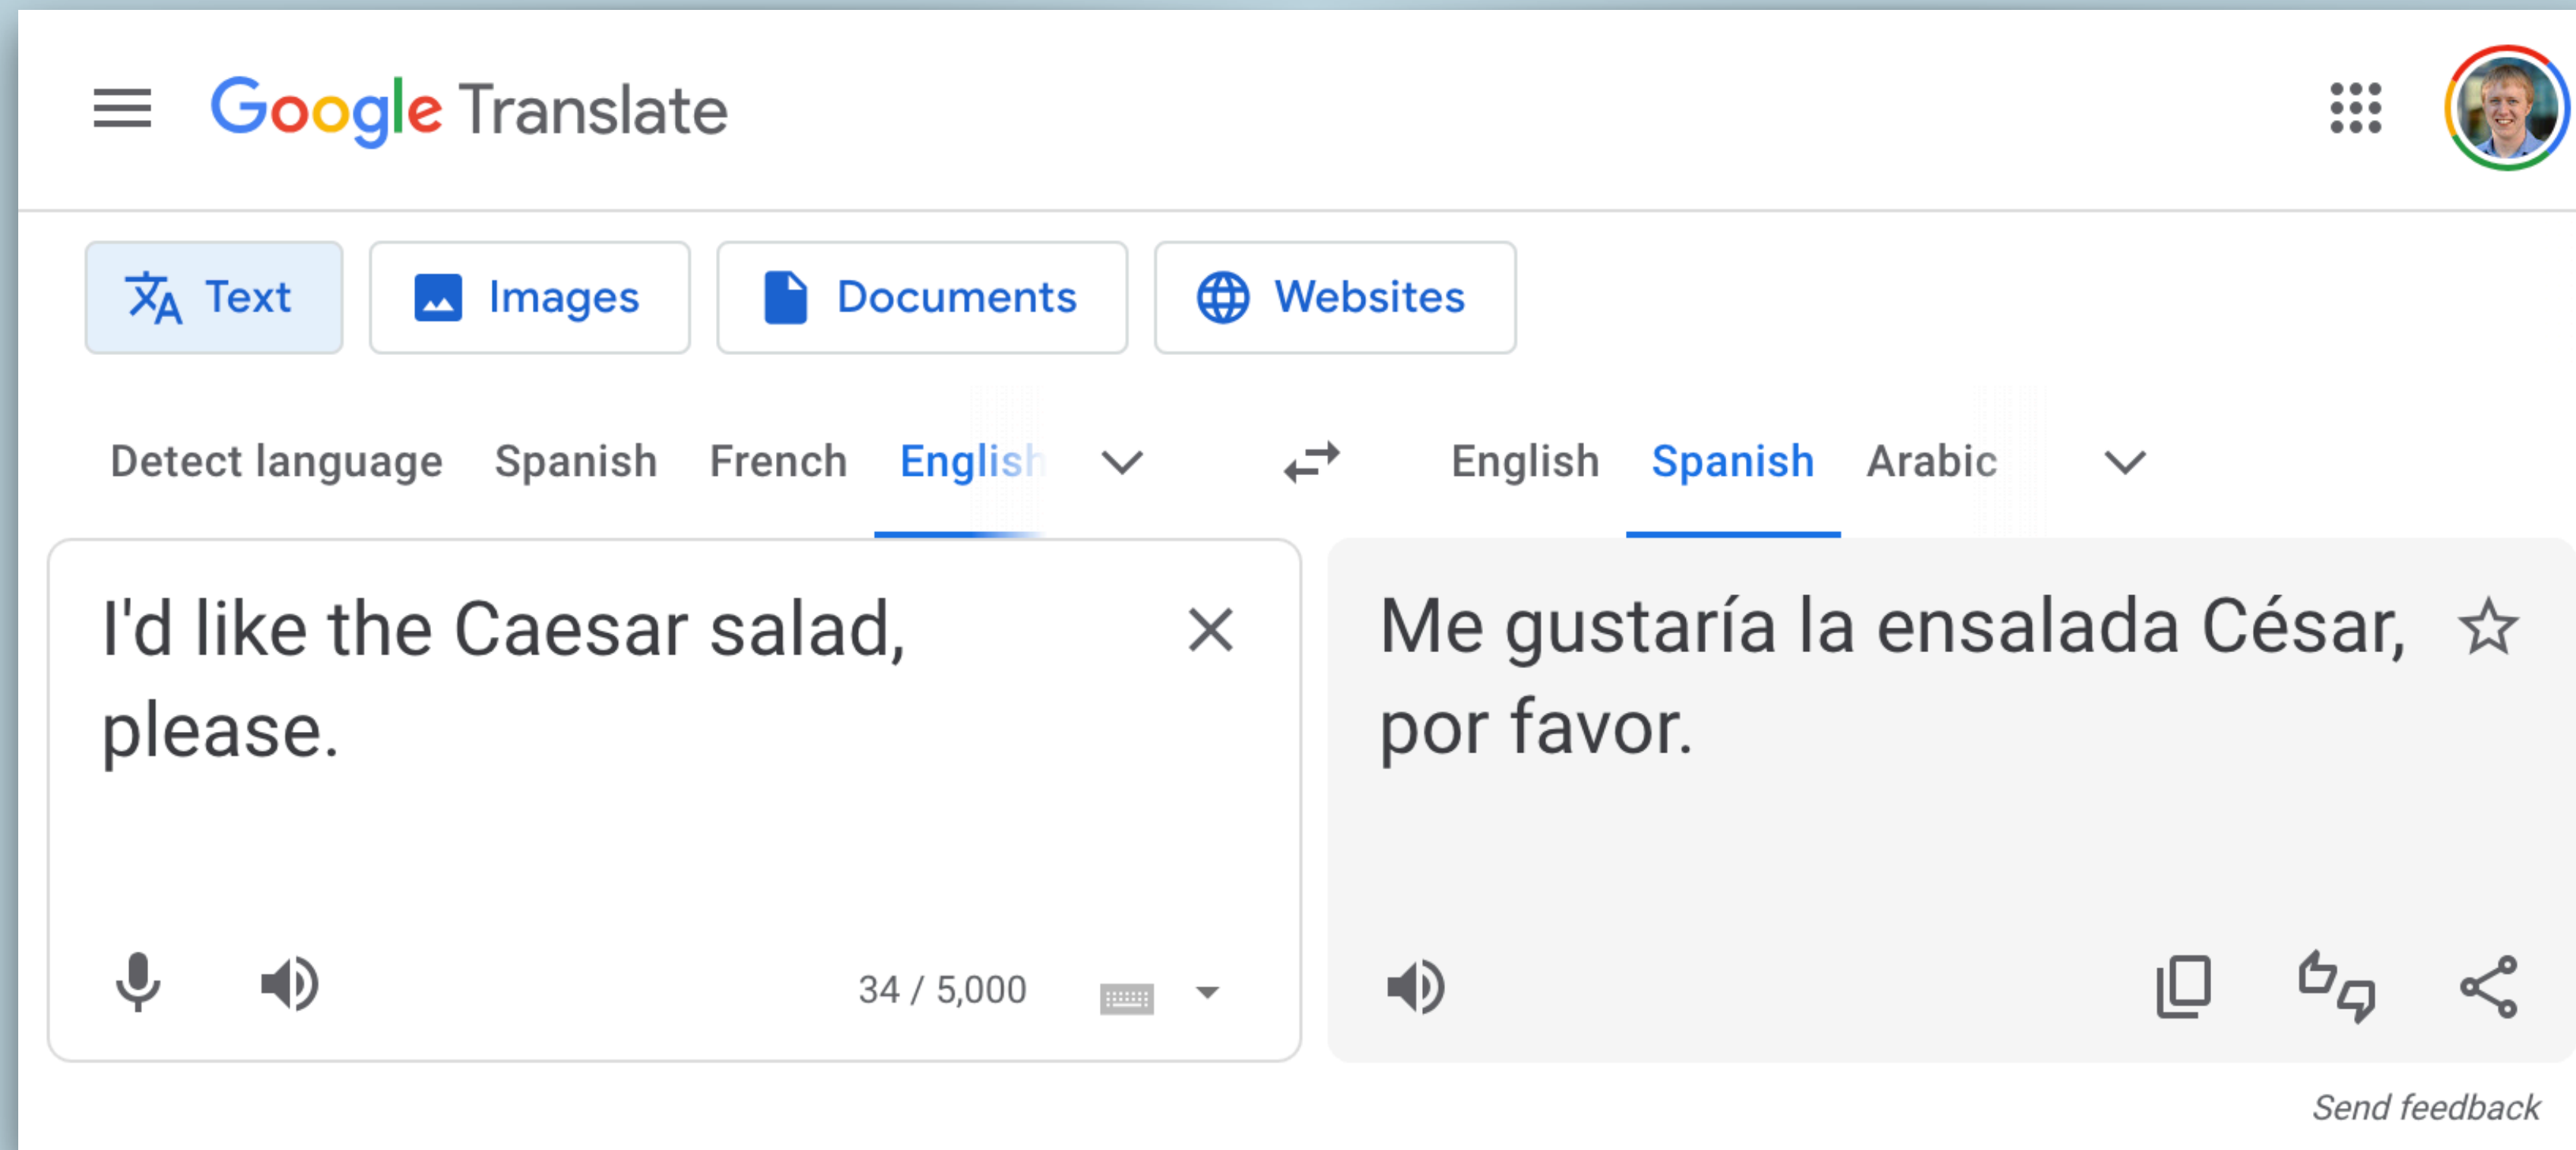 Google Translate
Text Images Documents Websites
Detect language Spanish French English
English Spanish Arabic
I'd like the Caesar salad,
please.
34 / 5,000
Me gustaría la ensalada César,
por favor.
Send feedback